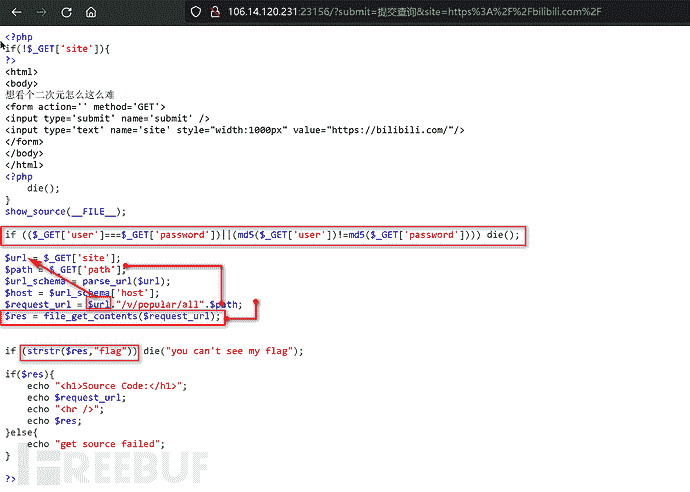 106.14.120.231:23156/?submit=提交查询&site=https%3A%2F%2Fbilibili.com%2F
<?php
if(!$_GET['site']){
?>
<html>
<body>
想看个二次元怎么这么难
<form action='' method='GET'>
<input type='submit' name='submit' />
<input type='text' name='site' style="width:1000px" value="https://bilibili.com/"/>
</form>
</body>
</html>
<?php
die();
}
show_source(__FILE__);
if (($_GET['user']===$_GET['password'])||(md5($_GET['user'])!=md5($_GET['password']))) die();
$url = $_GET['site'];
$path = $_GET['path'];
$url_schema = parse_url($url);
$host = $url_schema['host'];
$request_url = $url."/v/popular/all".$path;
$res = file_get_contents($request_url);
if (strstr($res,"flag")) die("you can't see my flag");
if($res){
echo "<h1>Source Code:</h1>";
echo $request_url;
echo "<hr />";
echo $res;
}else{
echo "get source failed";
}
?>
FREEBUF